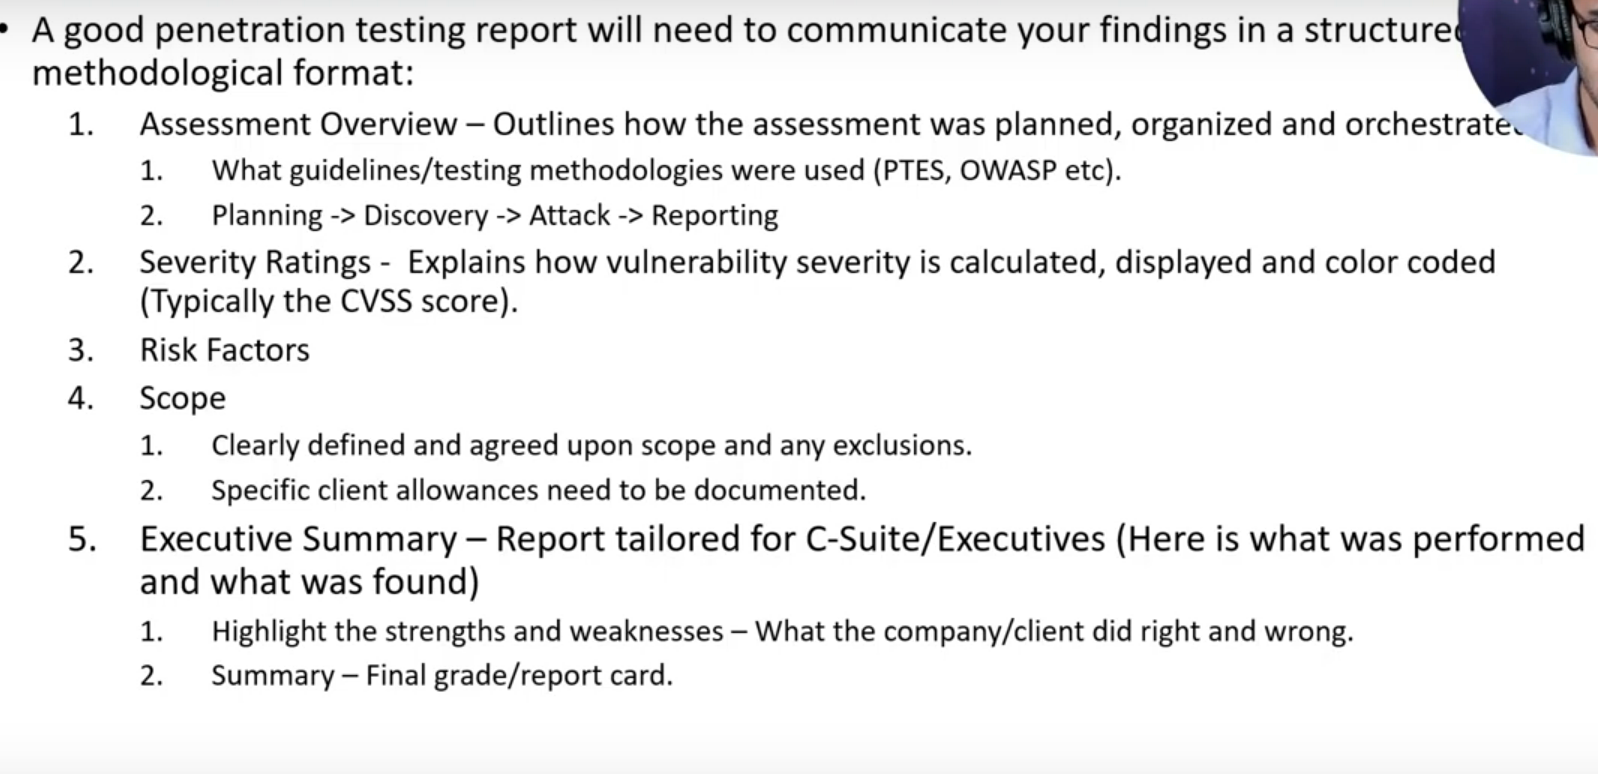 • A good penetration testing report will need to communicate your findings in a structured
methodological format:
1. Assessment Overview – Outlines how the assessment was planned, organized and orchestrated
1. What guidelines/testing methodologies were used (PTES, OWASP etc).
2. Planning -> Discovery -> Attack -> Reporting
2. Severity Ratings - Explains how vulnerability severity is calculated, displayed and color coded
(Typically the CVSS score).
3. Risk Factors
4. Scope
1. Clearly defined and agreed upon scope and any exclusions.
2. Specific client allowances need to be documented.
5. Executive Summary – Report tailored for C-Suite/Executives (Here is what was performed
and what was found)
1. Highlight the strengths and weaknesses – What the company/client did right and wrong.
2. Summary – Final grade/report card.